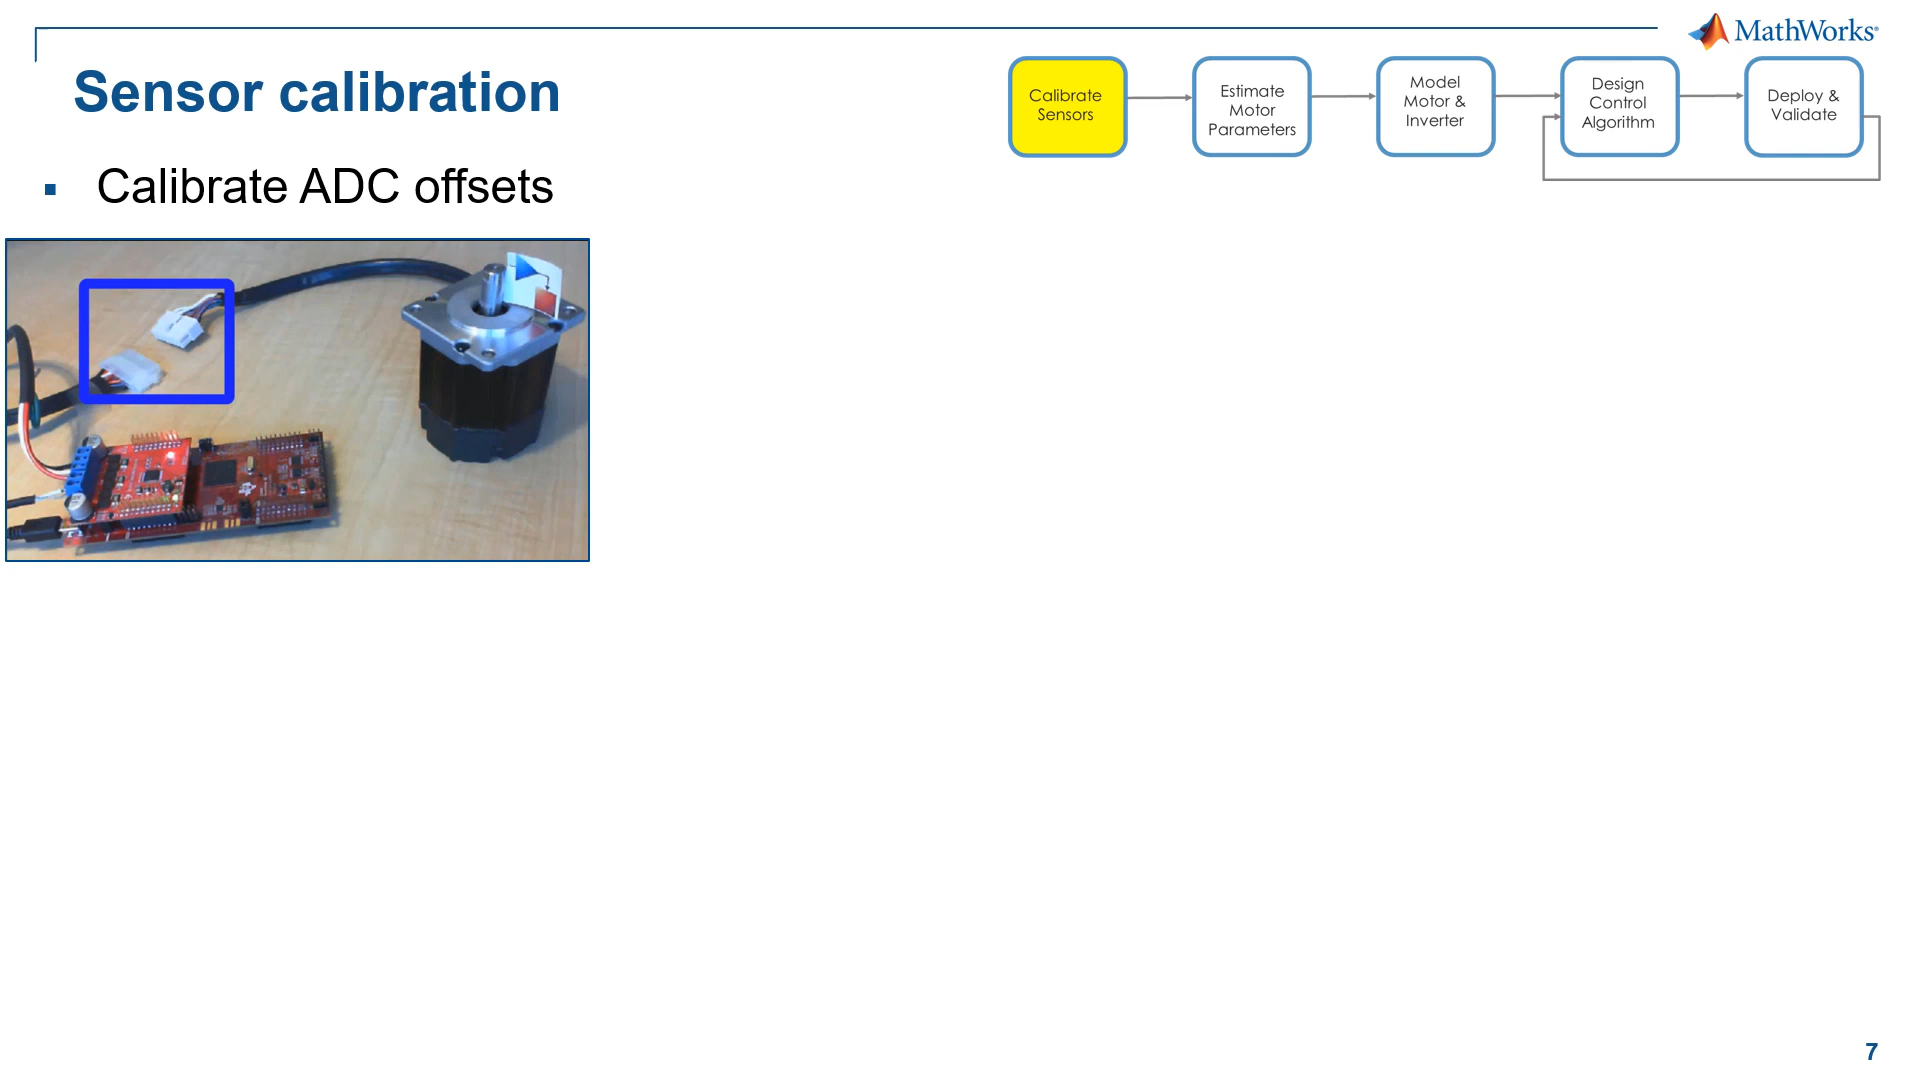 MathWorks®
Sensor calibration
Calibrate
Sensors
Estimate
Motor
Parameters
Model
Motor &
Inverter
Design
Control
Algorithm
Deploy &
Validate
▪ Calibrate ADC offsets
7